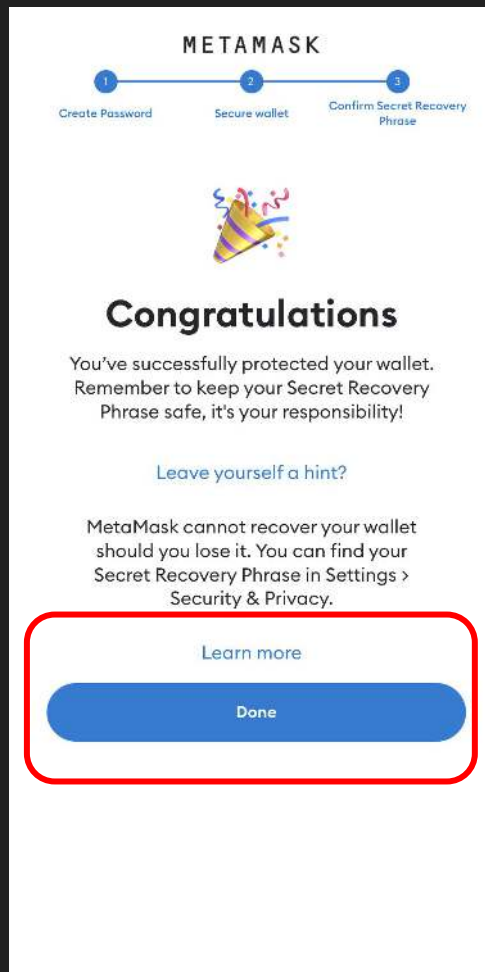 METAMASK
1 2 3
Create Password Secure wallet Confirm Secret Recovery
Phrase
Congratulations
You've successfully protected your wallet.
Remember to keep your Secret Recovery
Phrase safe, it's your responsibility!
Leave yourself a hint?
MetaMask cannot recover your wallet
should you lose it. You can find your
Secret Recovery Phrase in Settings >
Security & Privacy.
Learn more
Done